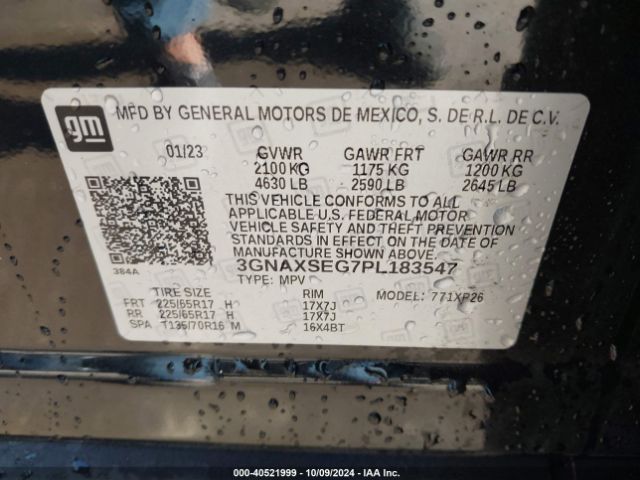 gm
MFD BY GENERAL MOTORS DE MEXICO, S. DE R.L. DE C.V.
01/23 GVWR GAWR FRT GAWR RR
2100 KG 1175 KG 1200 KG
4630 LB 2590 LB 2645 LB
THIS VEHICLE CONFORMS TO ALL
APPLICABLE U.S. FEDERAL MOTOR
VEHICLE SAFETY, BUMPER, AND
THEFT PREVENTION STANDARDS
IN EFFECT ON THE DATE OF
MANUFACTURE SHOWN ABOVE.
384A 3GNAXSEG7PL183547
TYPE: MPV MODEL: 771XP26
TIRE SIZE RIM
FRT 225/65R17 H 17X7J
RR 225/65R17 H 17X7J
SPA T135/70R16 M 16X4BT
000-40521999 - 10/09/2024 - IAA Inc.